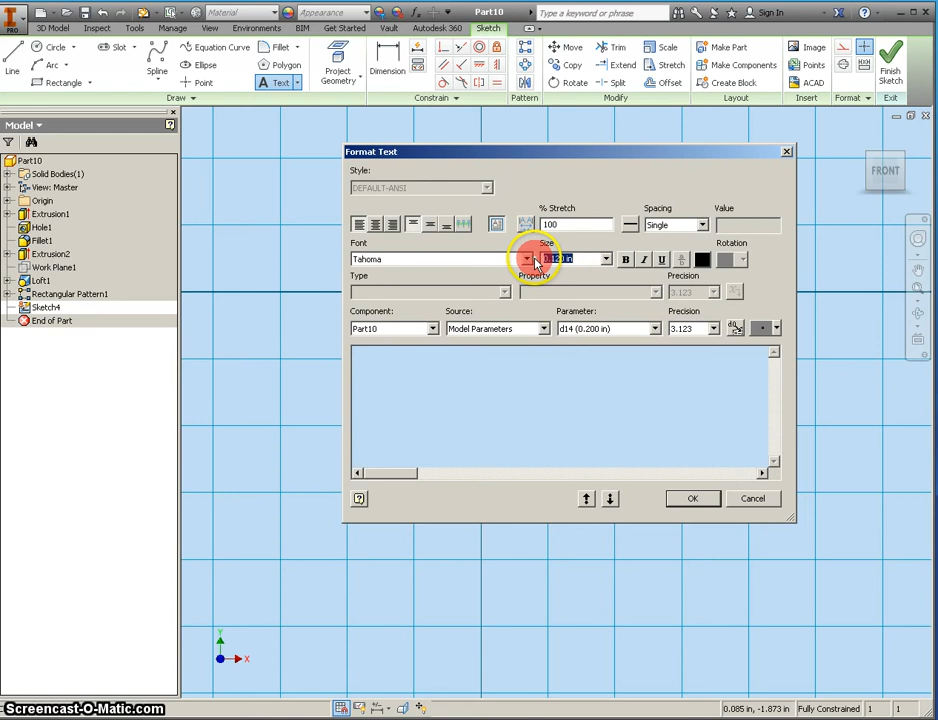 PRO
Material
Appearance
Part10
Type a keyword or phrase
Sign In
3D Model
Inspect
Tools
Manage
View
Environments
BIM
Get Started
Vault
Autodesk 360
Sketch
Line
Circle
Arc
Rectangle
Slot
Spline
Equation Curve
Ellipse
Point
Fillet
Polygon
Text
Project
Geometry
Dimension
Move
Copy
Rotate
Trim
Extend
Split
Scale
Stretch
Offset
Make Part
Make Components
Create Block
Image
Points
ACAD
Finish
Sketch
Draw
Constrain
Pattern
Modify
Layout
Insert
Format
Exit
Model
Part10
Solid Bodies(1)
View: Master
Origin
Extrusion1
Hole1
Fillet1
Extrusion2
Work Plane1
Loft1
Rectangular Pattern1
Sketch4
End of Part
FRONT
Format Text
Style:
DEFAULT-ANSI
% Stretch
Spacing
Value
100
Single
Font
Size
Rotation
Tahoma
0.120 in
B
I
U
Type
Property
Precision
3.123
Component:
Source:
Parameter:
Precision
Part10
Model Parameters
d14 (0.200 in)
3.123
OK
Cancel
Y
X
Screencast-O-Matic.com
0.085 in, -1.873 in
Fully Constrained
1
1